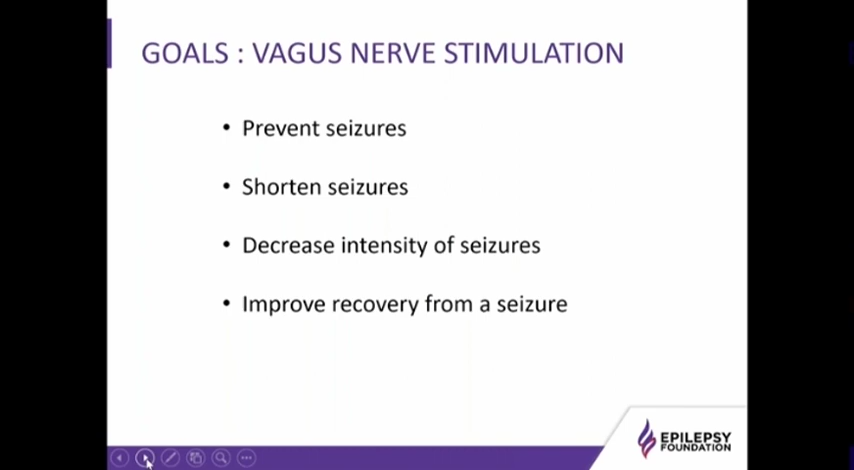 GOALS : VAGUS NERVE STIMULATION
• Prevent seizures
• Shorten seizures
• Decrease intensity of seizures
• Improve recovery from a seizure
EPILEPSY
FOUNDATION